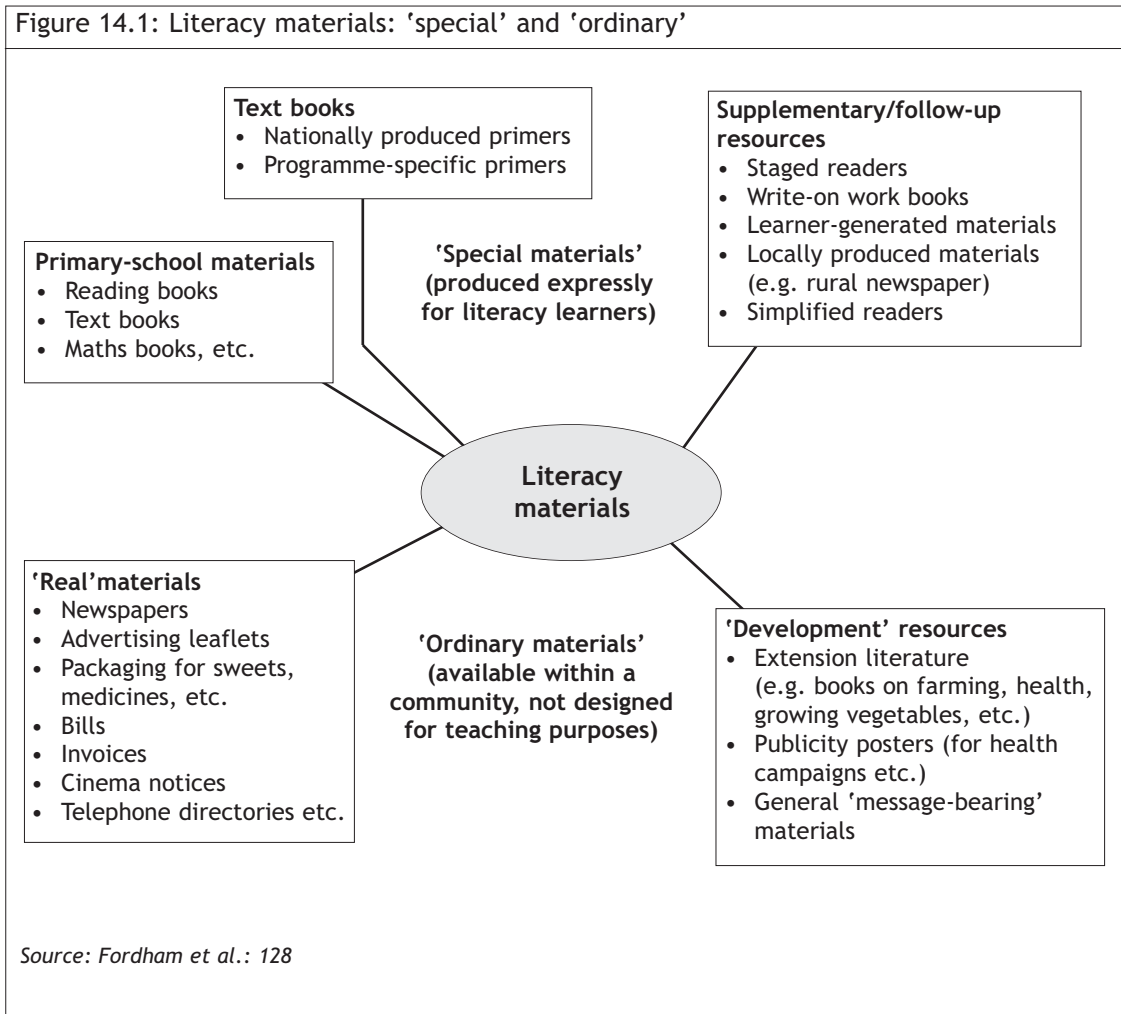 Figure 14.1: Literacy materials: ‘special’ and ‘ordinary’
Text books
• Nationally produced primers
• Programme-specific primers
Supplementary/follow-up
resources
• Staged readers
• Write-on work books
• Learner-generated materials
• Locally produced materials
(e.g. rural newspaper)
• Simplified readers
Primary-school materials
• Reading books
• Text books
• Maths books, etc.
‘Special materials’
(produced expressly
for literacy learners)
Literacy
materials
‘Real’materials
• Newspapers
• Advertising leaflets
• Packaging for sweets,
medicines, etc.
• Bills
• Invoices
• Cinema notices
• Telephone directories etc.
‘Ordinary materials’
(available within a
community, not designed
for teaching purposes)
‘Development’ resources
• Extension literature
(e.g. books on farming, health,
growing vegetables, etc.)
• Publicity posters (for health
campaigns etc.)
• General ‘message-bearing’
materials
Source: Fordham et al.: 128